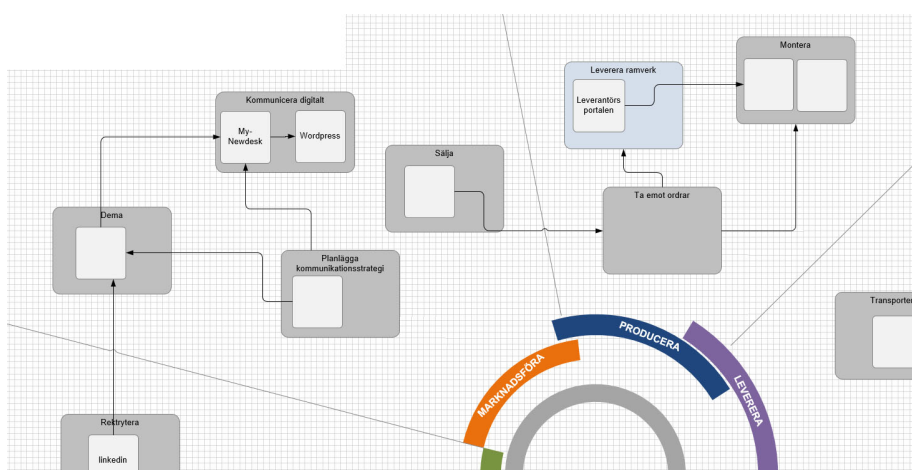 Montera
Leverera ramverk
Leverantörs
portalen
Kommunicera digitalt
My-
Newdesk
Wordpress
Sälja
Ta emot ordrar
Dema
Planlägga
kommunikationsstrategi
Transporter
PRODUCERA
MARKNADSFÖRA
LEVERERA
Rektrytera
linkedin